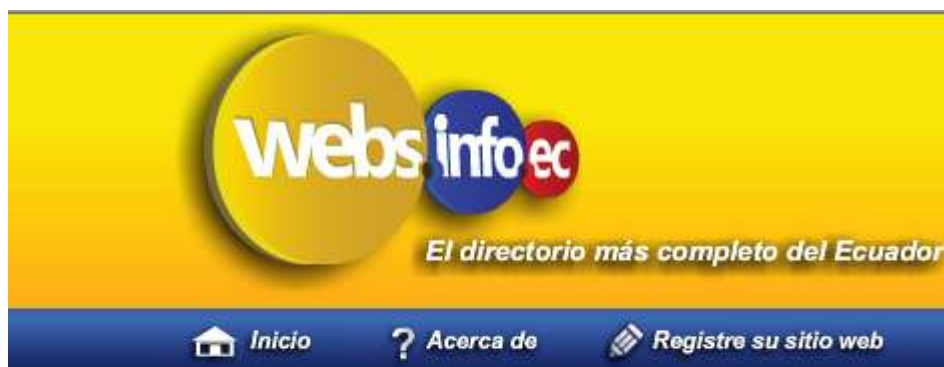 webs.info.ec
El directorio más completo del Ecuador
Inicio
? Acerca de
Registre su sitio web